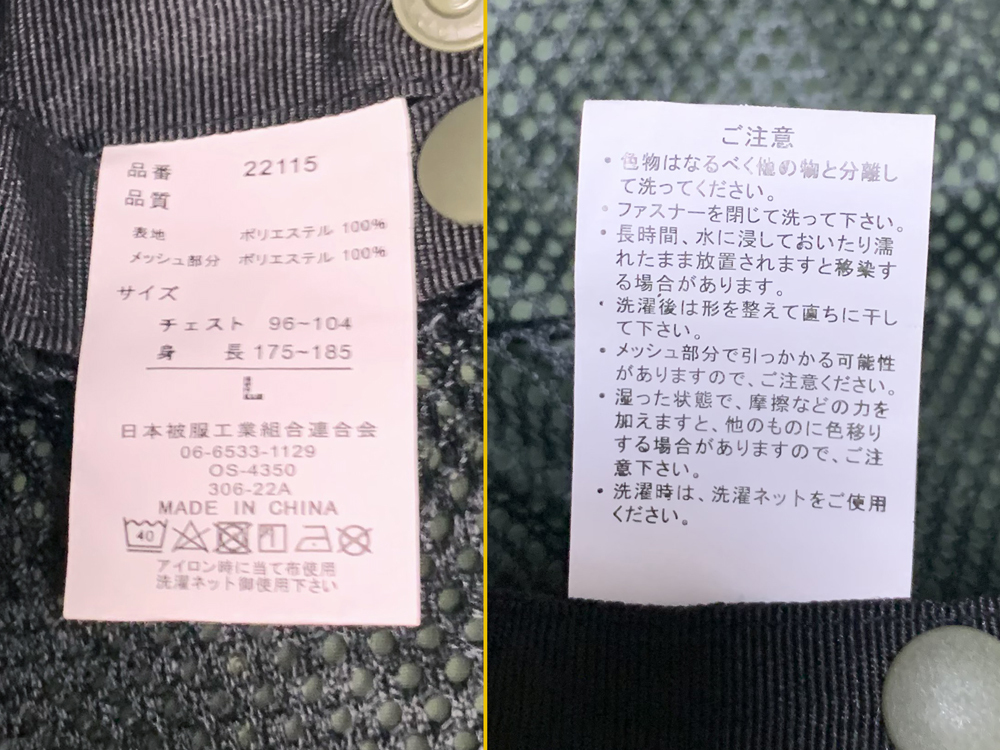 品番 22115
品質
表地 ポリエステル 100%
メッシュ部分 ポリエステル 100%
サイズ
チェスト 96~104
身 長 175~185
L
日本被服工業組合連合会
06-6533-1129
OS-4350
306-22A
MADE IN CHINA
40
アイロン時に当て布使用
洗濯ネット御使用下さい
ご注意
• 色物はなるべく他の物と分離し
て洗ってください。
• ファスナーを閉じて洗って下さい。
• 長時間、水に浸しておいたり濡
れたまま放置されますと移染す
る場合があります。
• 洗濯後は形を整えて直ちに干し
て下さい。
• メッシュ部分で引っかかる可能性
がありますので、ご注意ください。
• 湿った状態で、摩擦などの力を
加えますと、他のものに色移り
する場合がありますので、ご注
意下さい。
• 洗濯時は、洗濯ネットをご使用
ください。